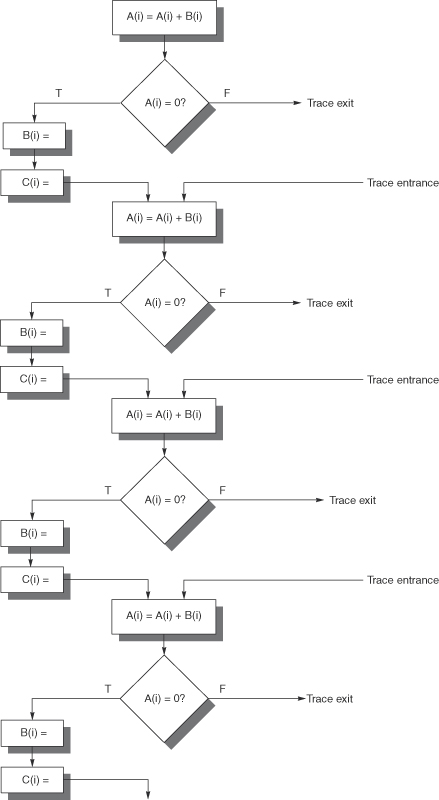 A(i) = A(i) + B(i)
T
A(i) = 0?
F
Trace exit
B(i) =
C(i) =
Trace entrance
A(i) = A(i) + B(i)
T
A(i) = 0?
F
Trace exit
B(i) =
C(i) =
Trace entrance
A(i) = A(i) + B(i)
T
A(i) = 0?
F
Trace exit
B(i) =
C(i) =
Trace entrance
A(i) = A(i) + B(i)
T
A(i) = 0?
F
Trace exit
B(i) =
C(i) =